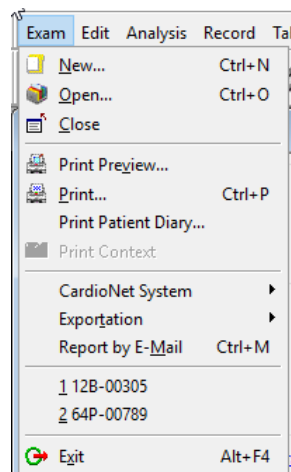 Exam Edit Analysis Record
New... Ctrl+N
Open... Ctrl+O
Close
Print Preview...
Print... Ctrl+P
Print Patient Diary...
Print Context
CardioNet System
Exportation
Report by E-Mail Ctrl+M
1 12B-00305
2 64P-00789
Exit Alt+F4